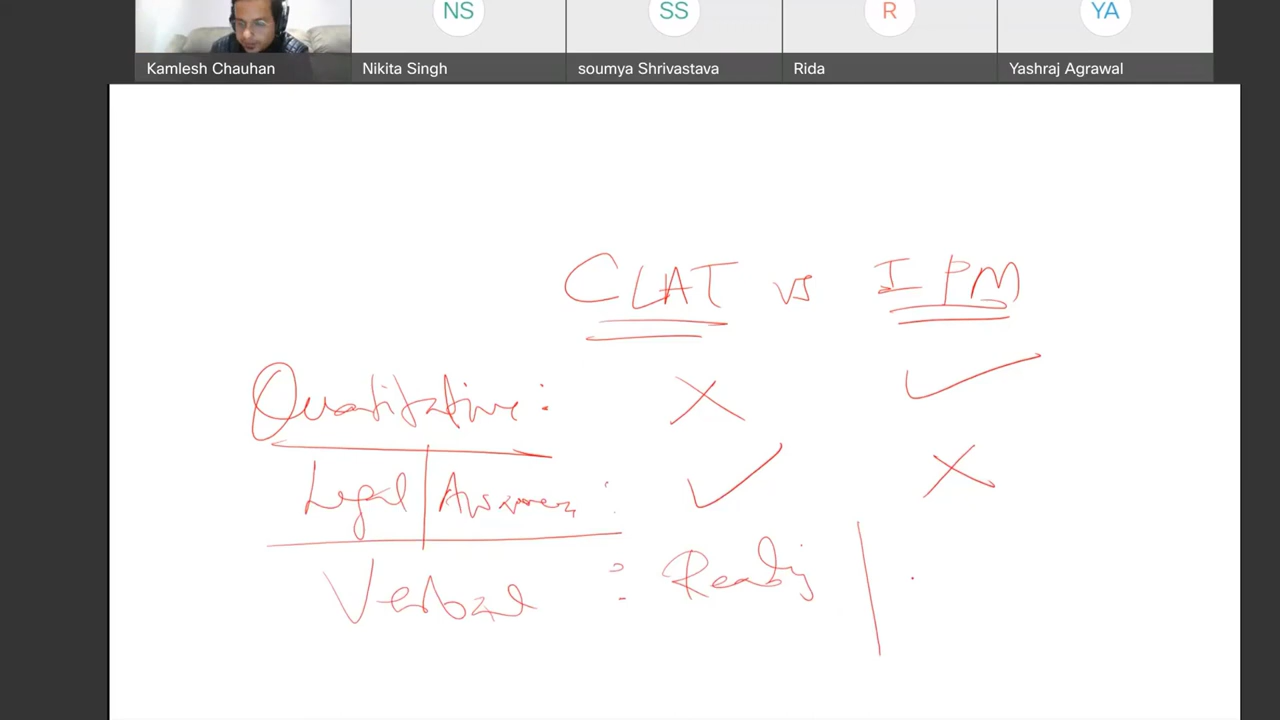 NS SS R YA
Kamlesh Chauhan Nikita Singh soumya Shrivastava Rida Yashraj Agrawal
CLAT vs IPM
Quantitative :
Legal | Awareness :
Verbal : Reading